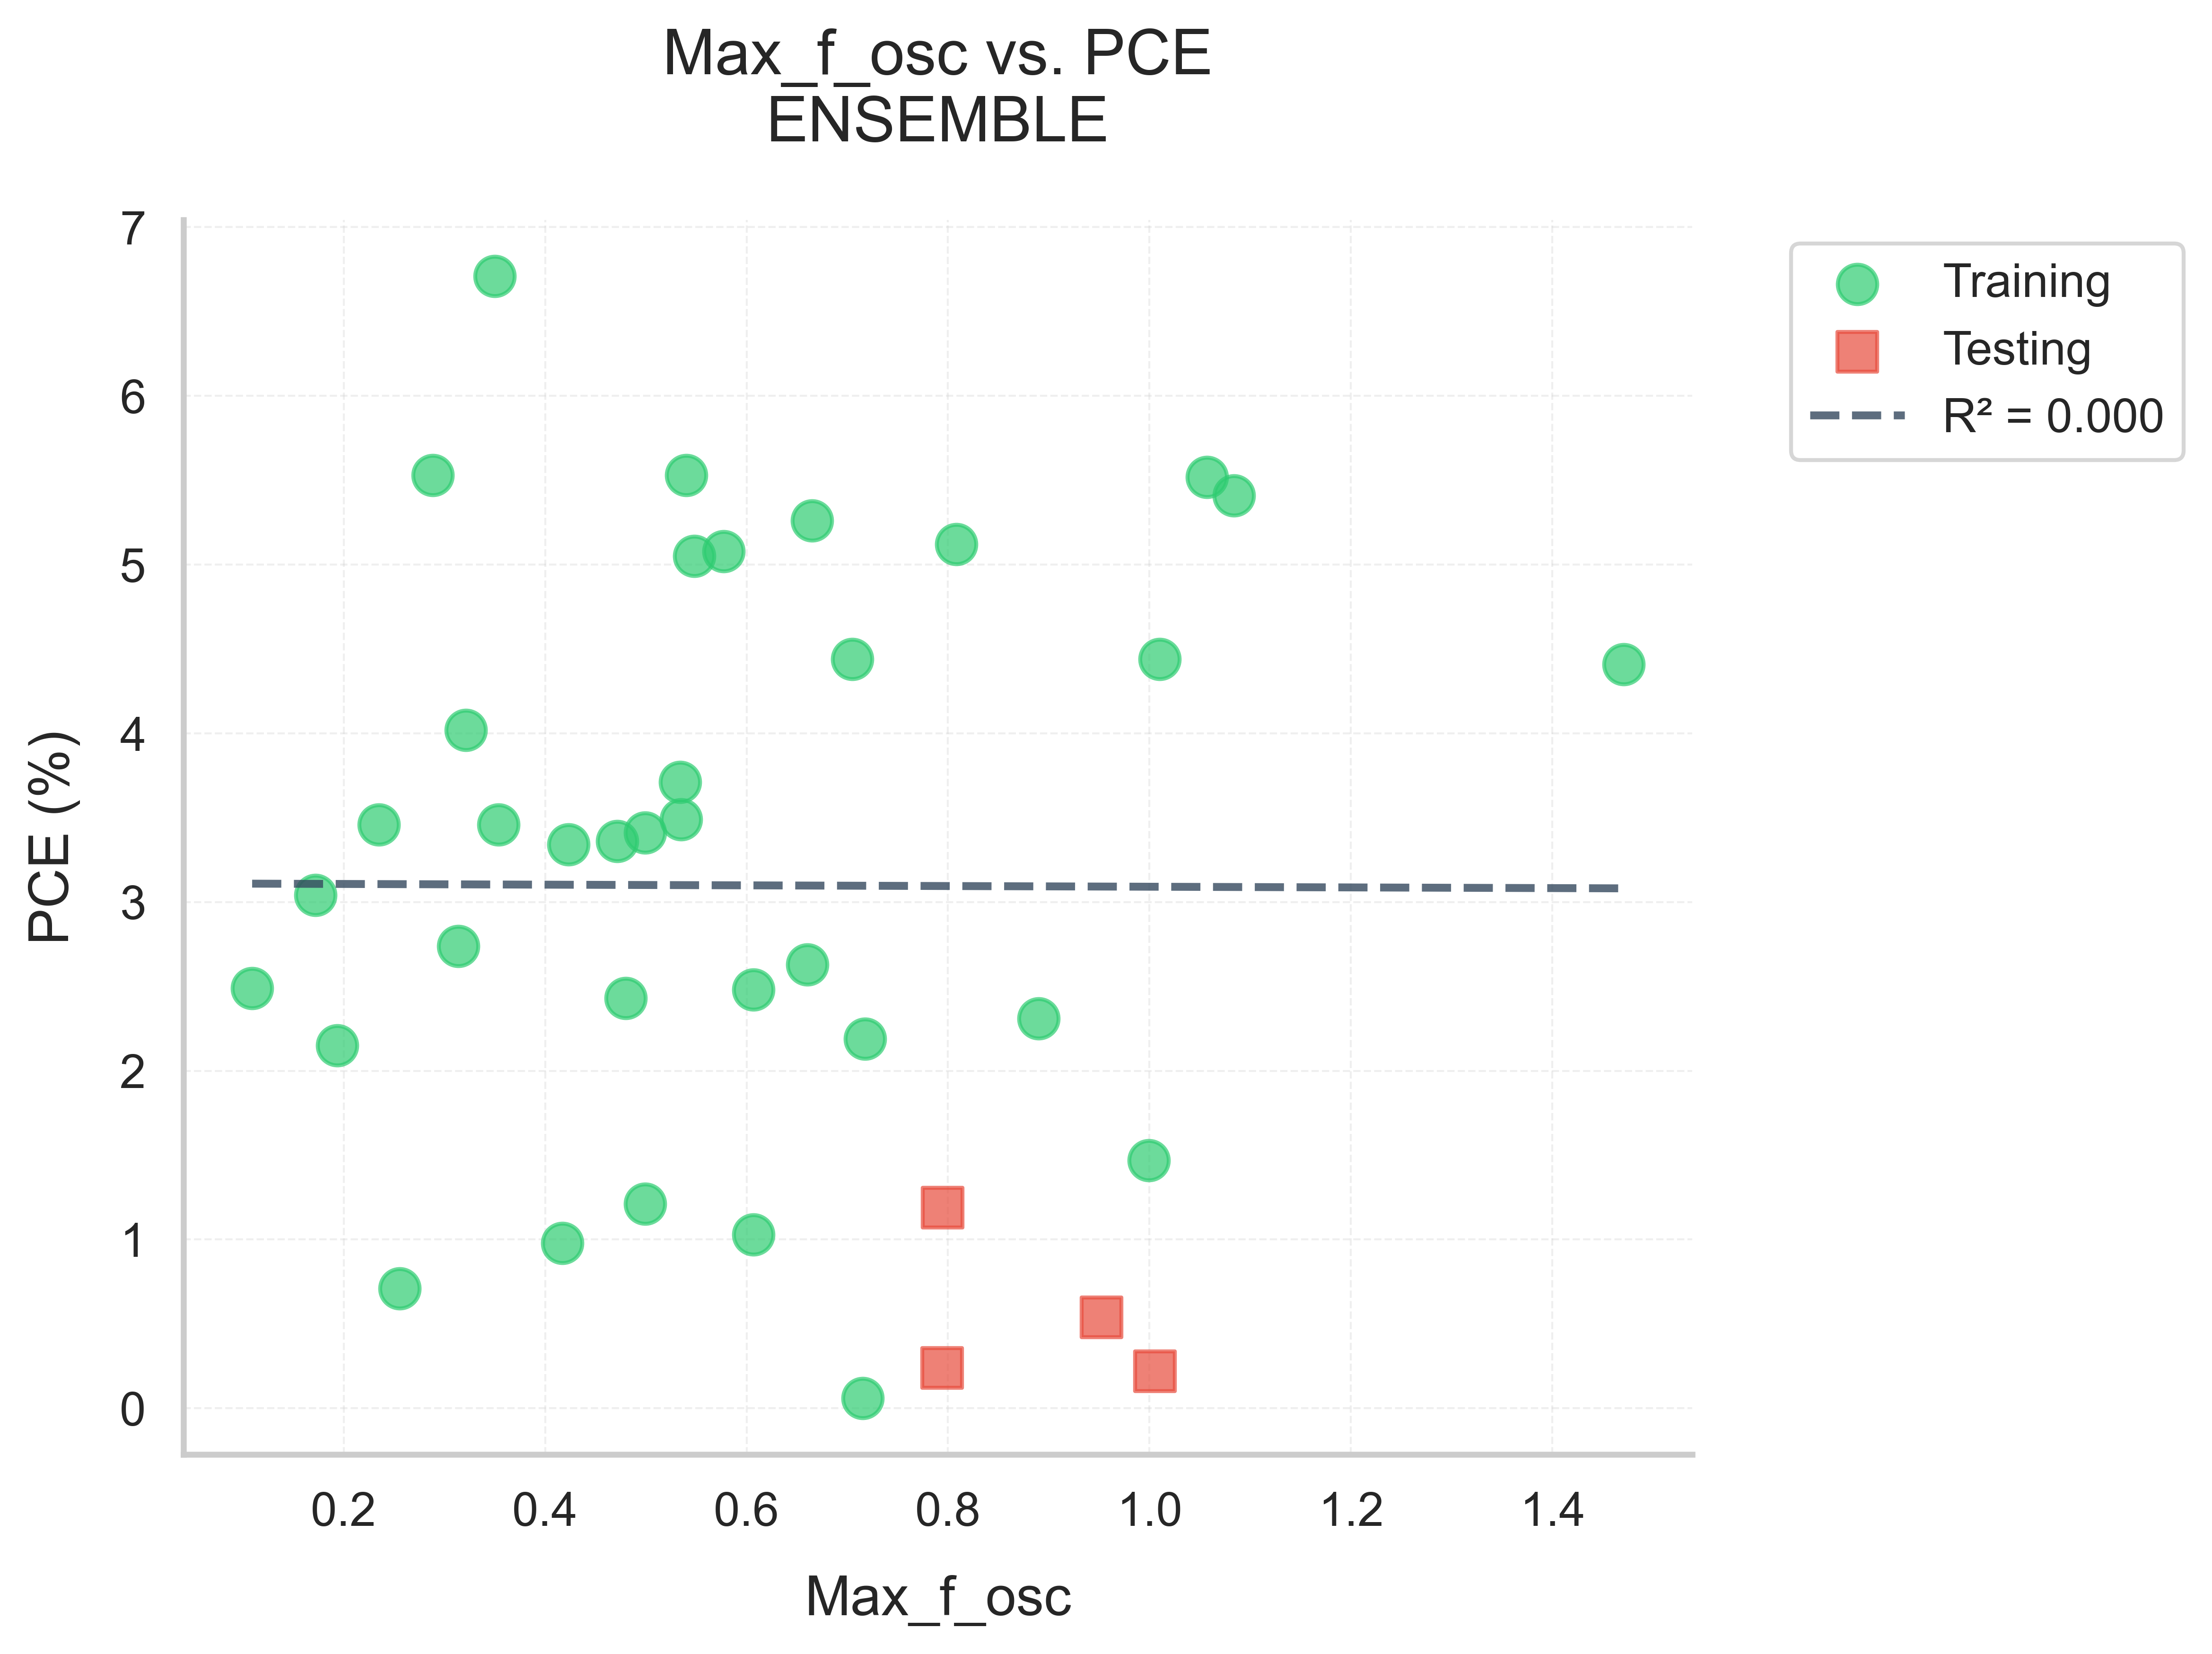 Max_f_osc vs. PCE
ENSEMBLE
7
6
5
4
3
2
1
0
PCE (%)
0.2 0.4 0.6 0.8 1.0 1.2 1.4
Max_f_osc
Training
Testing
R² = 0.000